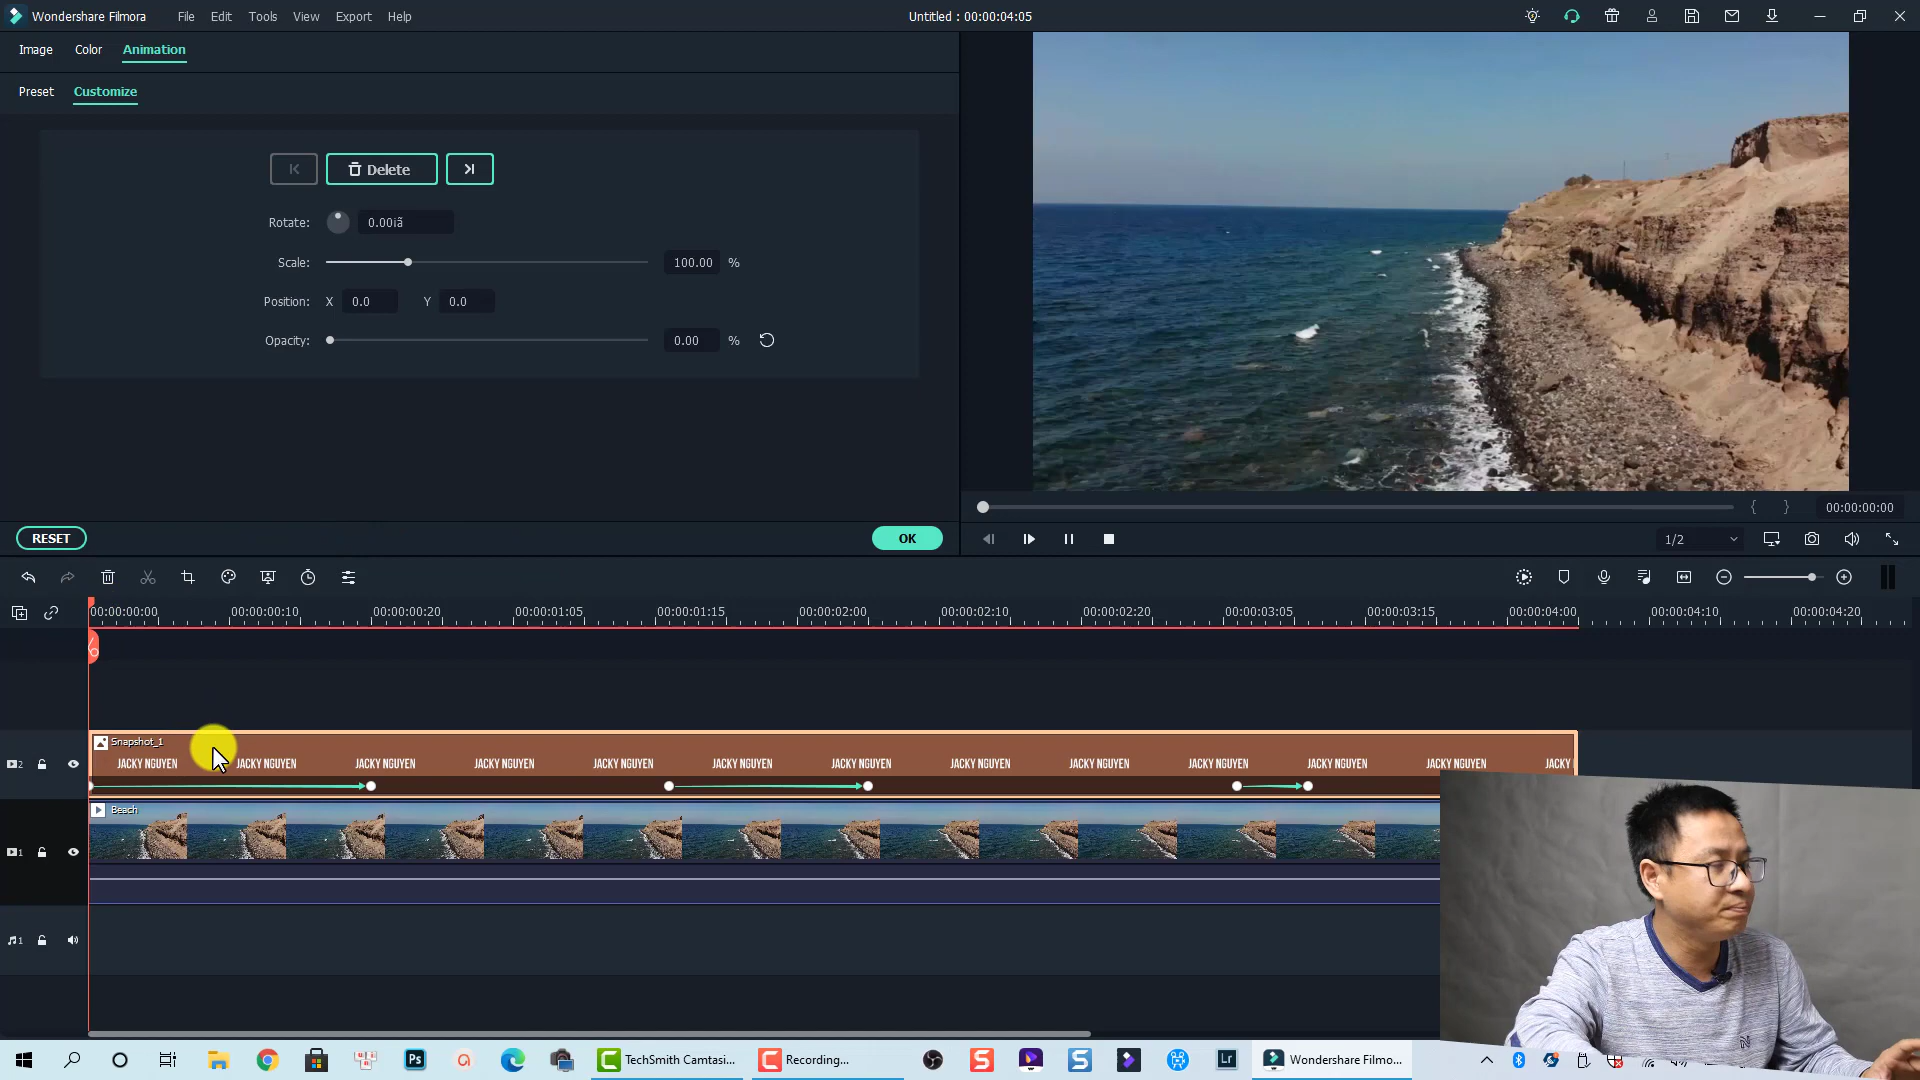 Wondershare Filmora File Edit Tools View Export Help Untitled : 00:00:04:05
Image Color Animation
Preset Customize
Delete
Rotate: 0.00iã
Scale: 100.00 %
Position: X 0.0 Y 0.0
Opacity: 0.00 %
RESET OK
{ } 00:00:00:00
1/2
00:00:00:00 00:00:00:10 00:00:00:20 00:00:01:05 00:00:01:15 00:00:02:00 00:00:02:10 00:00:02:20 00:00:03:05 00:00:03:15 00:00:04:00 00:00:04:10 00:00:04:20
Snapshot_1
2 JACKY NGUYEN JACKY NGUYEN JACKY NGUYEN JACKY NGUYEN JACKY NGUYEN JACKY NGUYEN JACKY NGUYEN JACKY NGUYEN JACKY NGUYEN JACKY NGUYEN JACKY NGUYEN JACKY NGUYEN JACKY
Beach
1
1
Ps TechSmith Camtasi... Recording... S S Lr Wondershare Filmo...